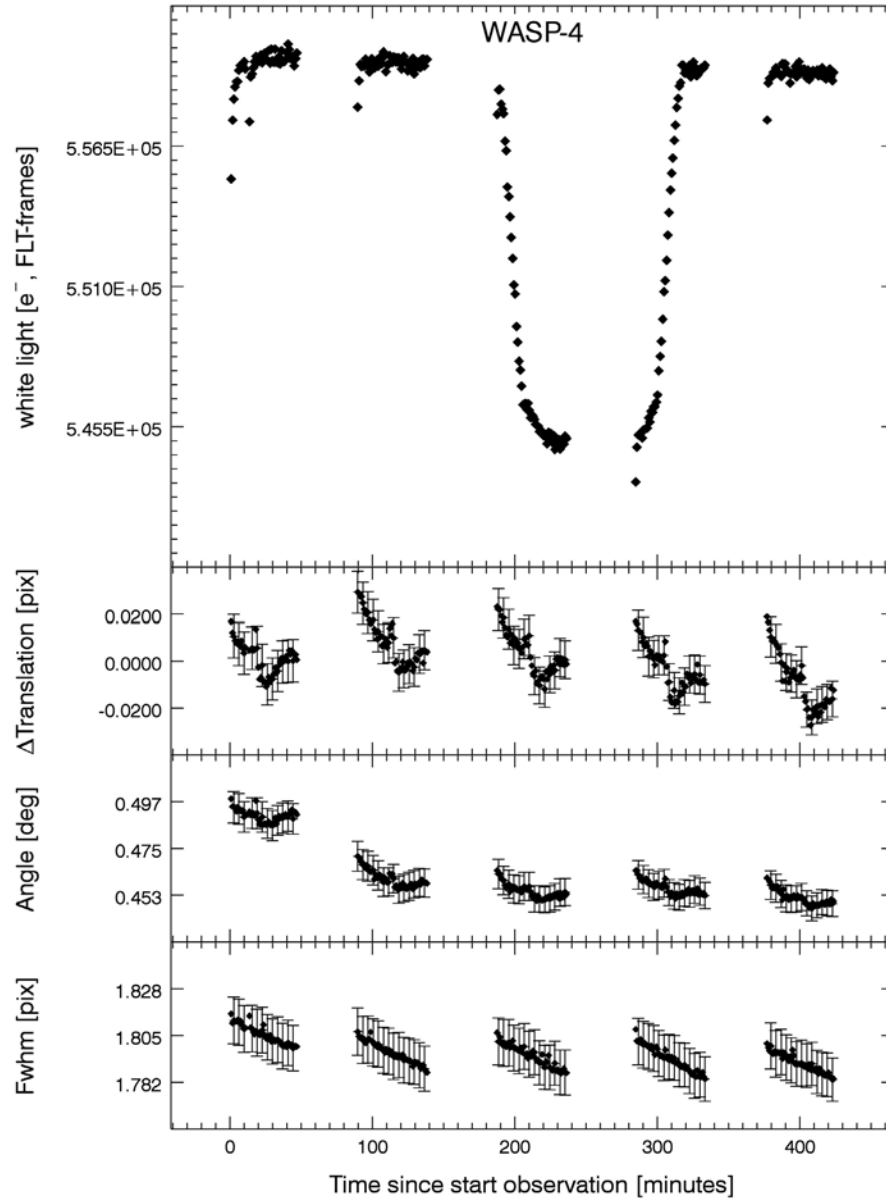 WASP-4
white light [e⁻, FLT-frames]
5.565E+05
5.510E+05
5.455E+05
ΔTranslation [pix]
0.0200
0.0000
-0.0200
Angle [deg]
0.497
0.475
0.453
Fwhm [pix]
1.828
1.805
1.782
0 100 200 300 400
Time since start observation [minutes]